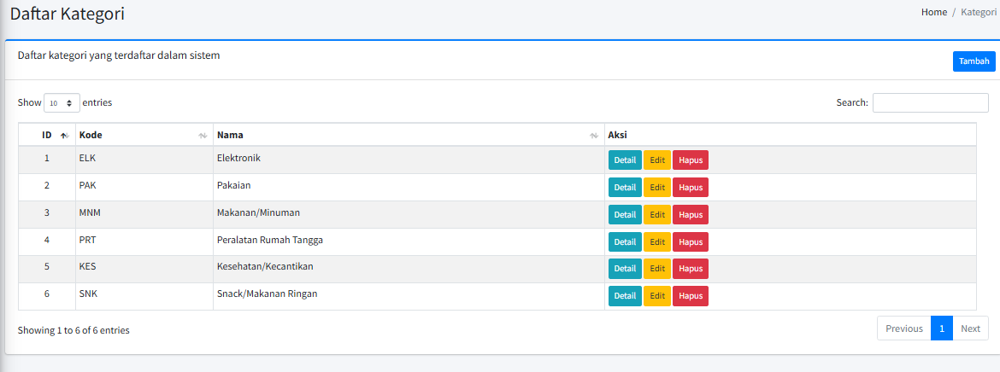 Daftar Kategori
Home / Kategori
Daftar kategori yang terdaftar dalam sistem
Tambah
Show 10 entries
Search:
ID Kode Nama Aksi
1 ELK Elektronik Detail Edit Hapus
2 PAK Pakaian Detail Edit Hapus
3 MNM Makanan/Minuman Detail Edit Hapus
4 PRT Peralatan Rumah Tangga Detail Edit Hapus
5 KES Kesehatan/Kecantikan Detail Edit Hapus
6 SNK Snack/Makanan Ringan Detail Edit Hapus
Showing 1 to 6 of 6 entries
Previous 1 Next